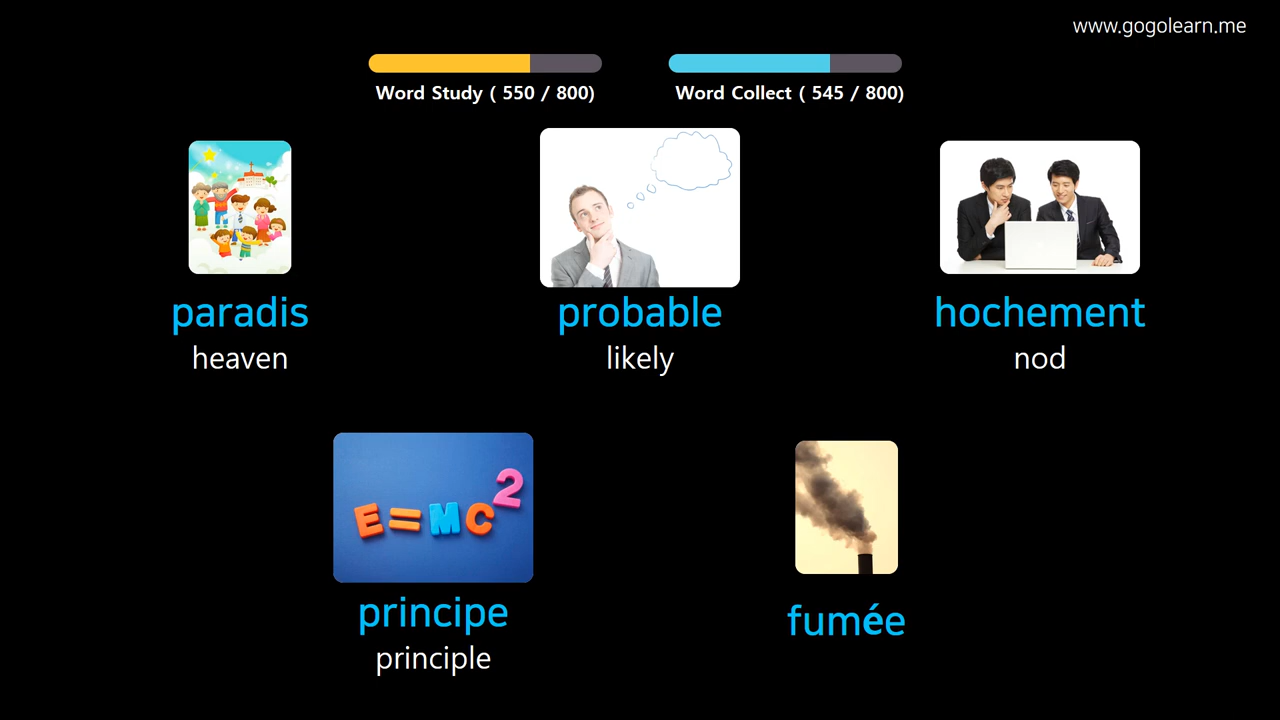 www.gogolearn.me
Word Study ( 550 / 800)
Word Collect ( 545 / 800)
paradis
heaven
probable
likely
hochement
nod
E=MC2
principe
principle
fumée